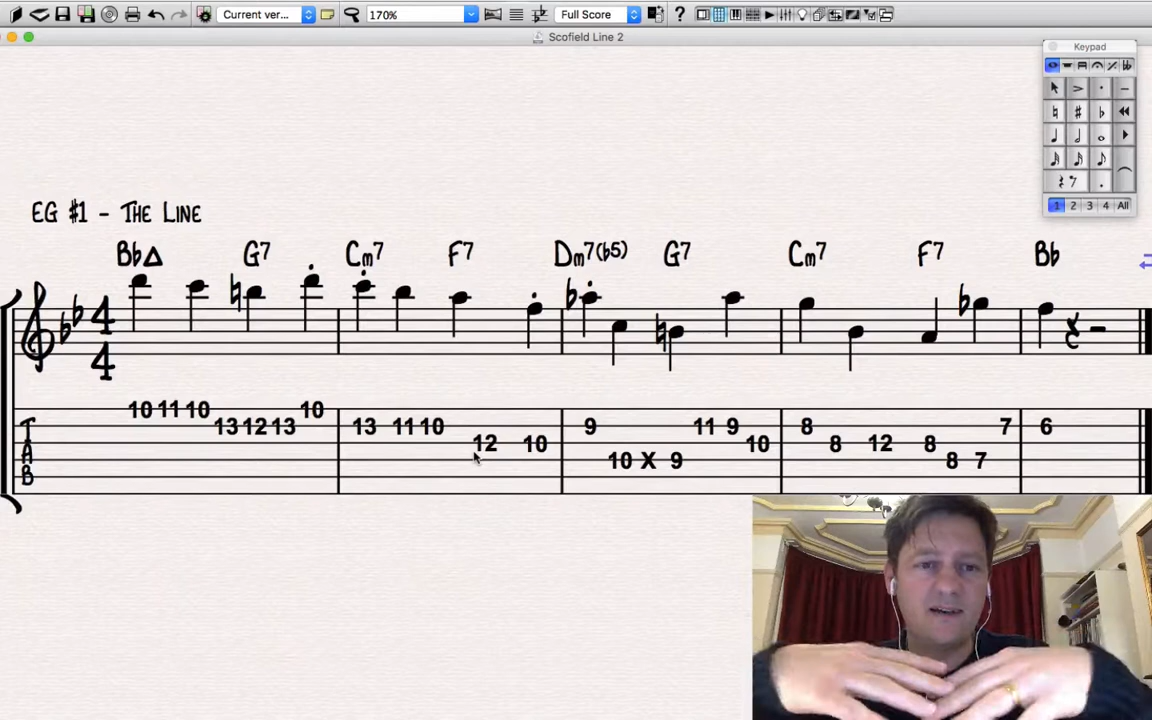 Current ver... 170% Full Score ?
Scofield Line 2
Keypad
1 2 3 4 All
EG #1 - THE LINE
Bb△ G7 Cm7 F7 Dm7(b5) G7 Cm7 F7 Bb
4
4
10 11 10 10
13 12 13 13 11 10 9 11 9 8 7 6
12 10 10 8 12 8
10 X 9 8 7
T
A
B